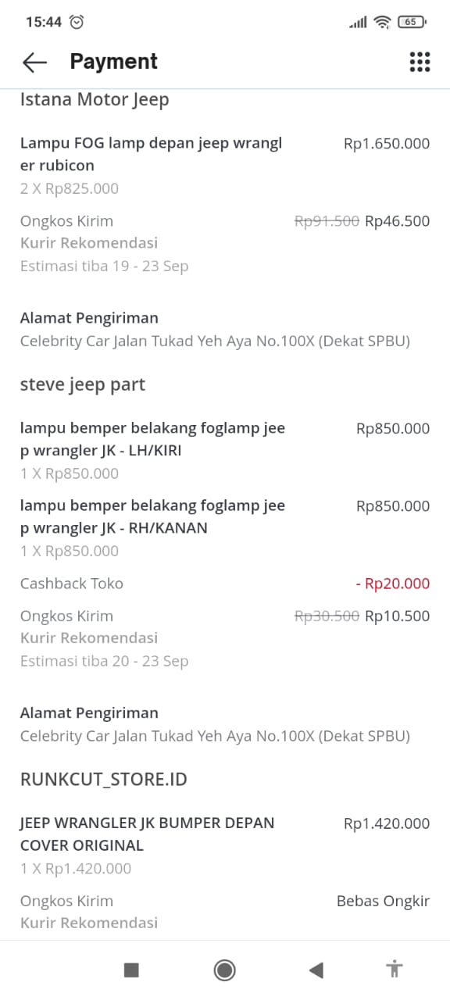 15:44
65
Payment
Istana Motor Jeep
Lampu FOG lamp depan jeep wrangl
er rubicon
Rp1.650.000
2 X Rp825.000
Ongkos Kirim
Rp91.500 Rp46.500
Kurir Rekomendasi
Estimasi tiba 19 - 23 Sep
Alamat Pengiriman
Celebrity Car Jalan Tukad Yeh Aya No.100X (Dekat SPBU)
steve jeep part
lampu bemper belakang foglamp jee
p wrangler JK - LH/KIRI
Rp850.000
1 X Rp850.000
lampu bemper belakang foglamp jee
p wrangler JK - RH/KANAN
Rp850.000
1 X Rp850.000
Cashback Toko
- Rp20.000
Ongkos Kirim
Rp30.500 Rp10.500
Kurir Rekomendasi
Estimasi tiba 20 - 23 Sep
Alamat Pengiriman
Celebrity Car Jalan Tukad Yeh Aya No.100X (Dekat SPBU)
RUNKCUT_STORE.ID
JEEP WRANGLER JK BUMPER DEPAN
COVER ORIGINAL
Rp1.420.000
1 X Rp1.420.000
Ongkos Kirim
Bebas Ongkir
Kurir Rekomendasi